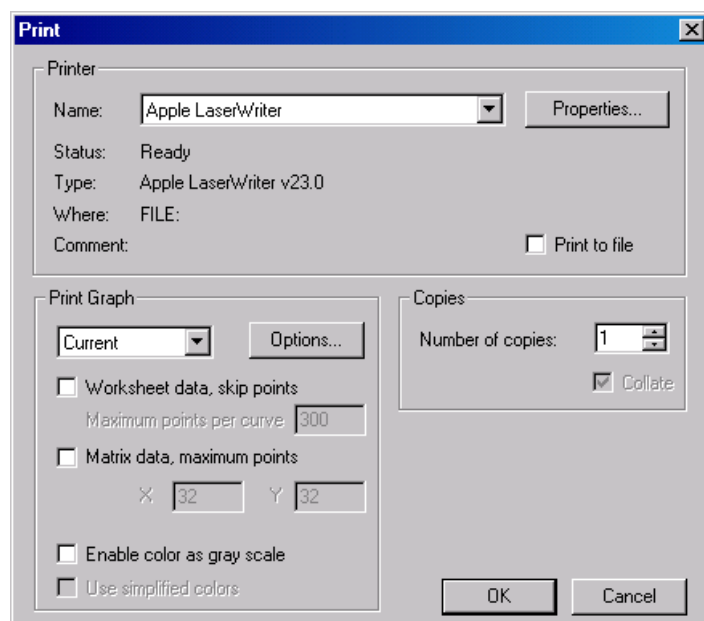 Print
Printer
Name: Apple LaserWriter Properties...
Status: Ready
Type: Apple LaserWriter v23.0
Where: FILE:
Comment: Print to file
Print Graph
Current Options...
Worksheet data, skip points
Maximum points per curve 300
Matrix data, maximum points
X 32 Y 32
Enable color as gray scale
Use simplified colors
Copies
Number of copies: 1
Collate
OK Cancel